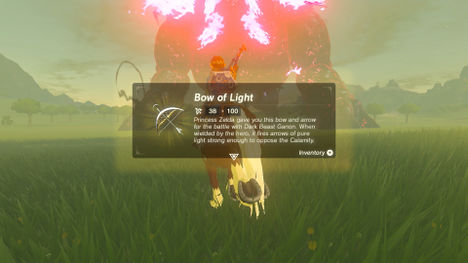 Bow of Light
38 100
Princess Zelda gave you this bow and arrow
for the battle with Dark Beast Ganon. When
wielded by the hero, it fires arrows of pure
light strong enough to oppose the Calamity.
Inventory